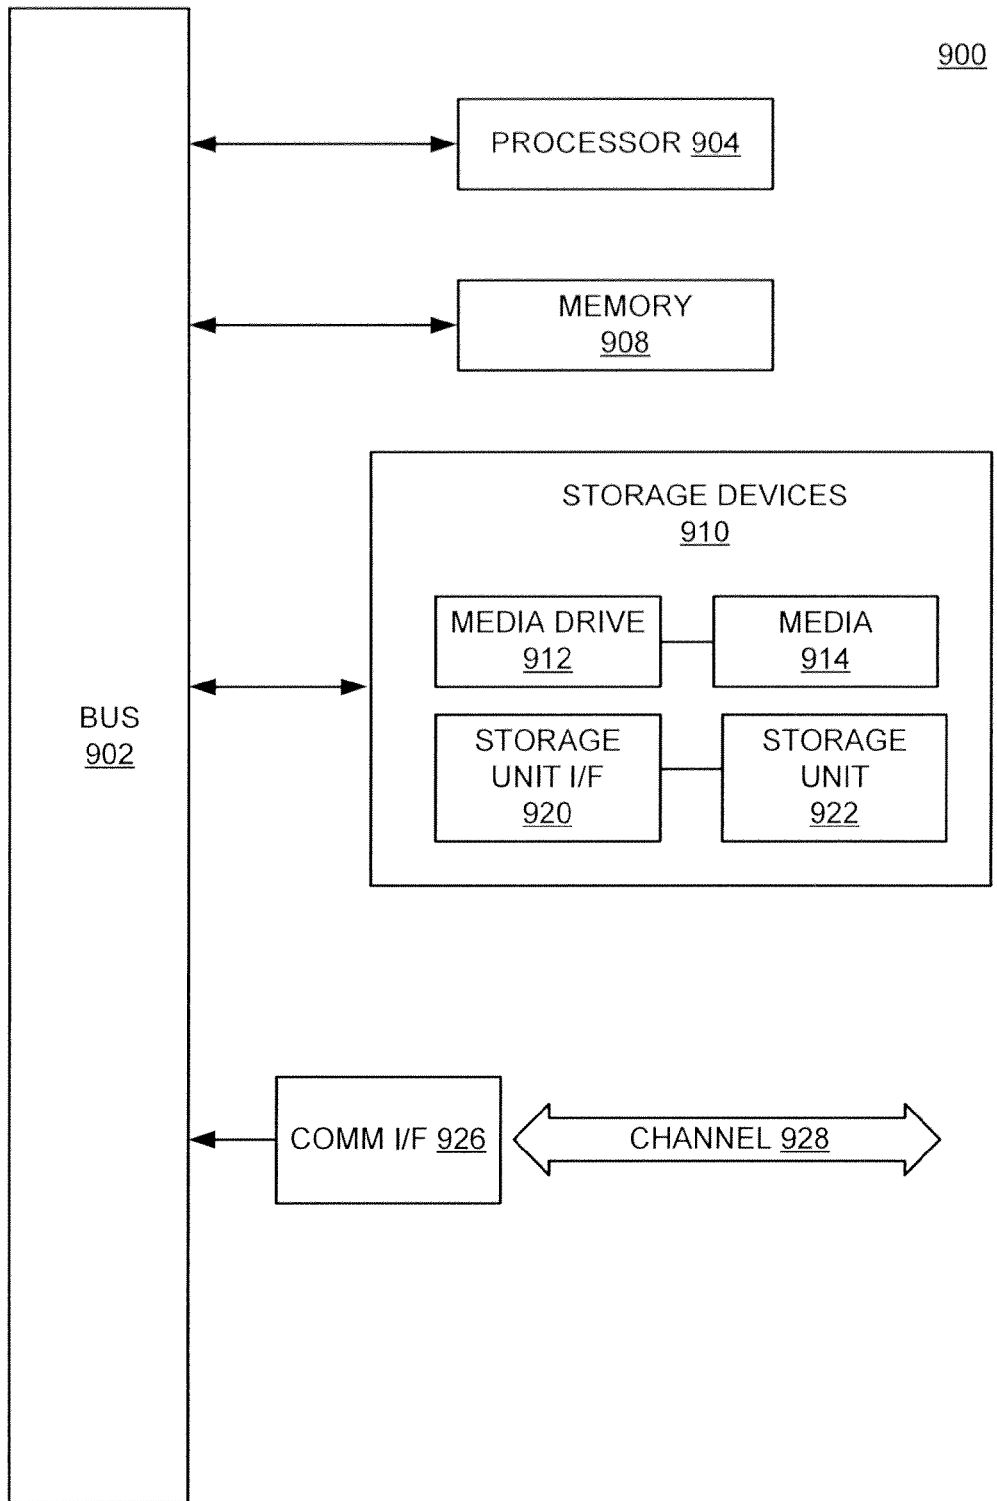 900
PROCESSOR 904
MEMORY
908
STORAGE DEVICES
910
MEDIA DRIVE
912
MEDIA
914
BUS
902
STORAGE
UNIT I/F
920
STORAGE
UNIT
922
COMM I/F 926
CHANNEL 928